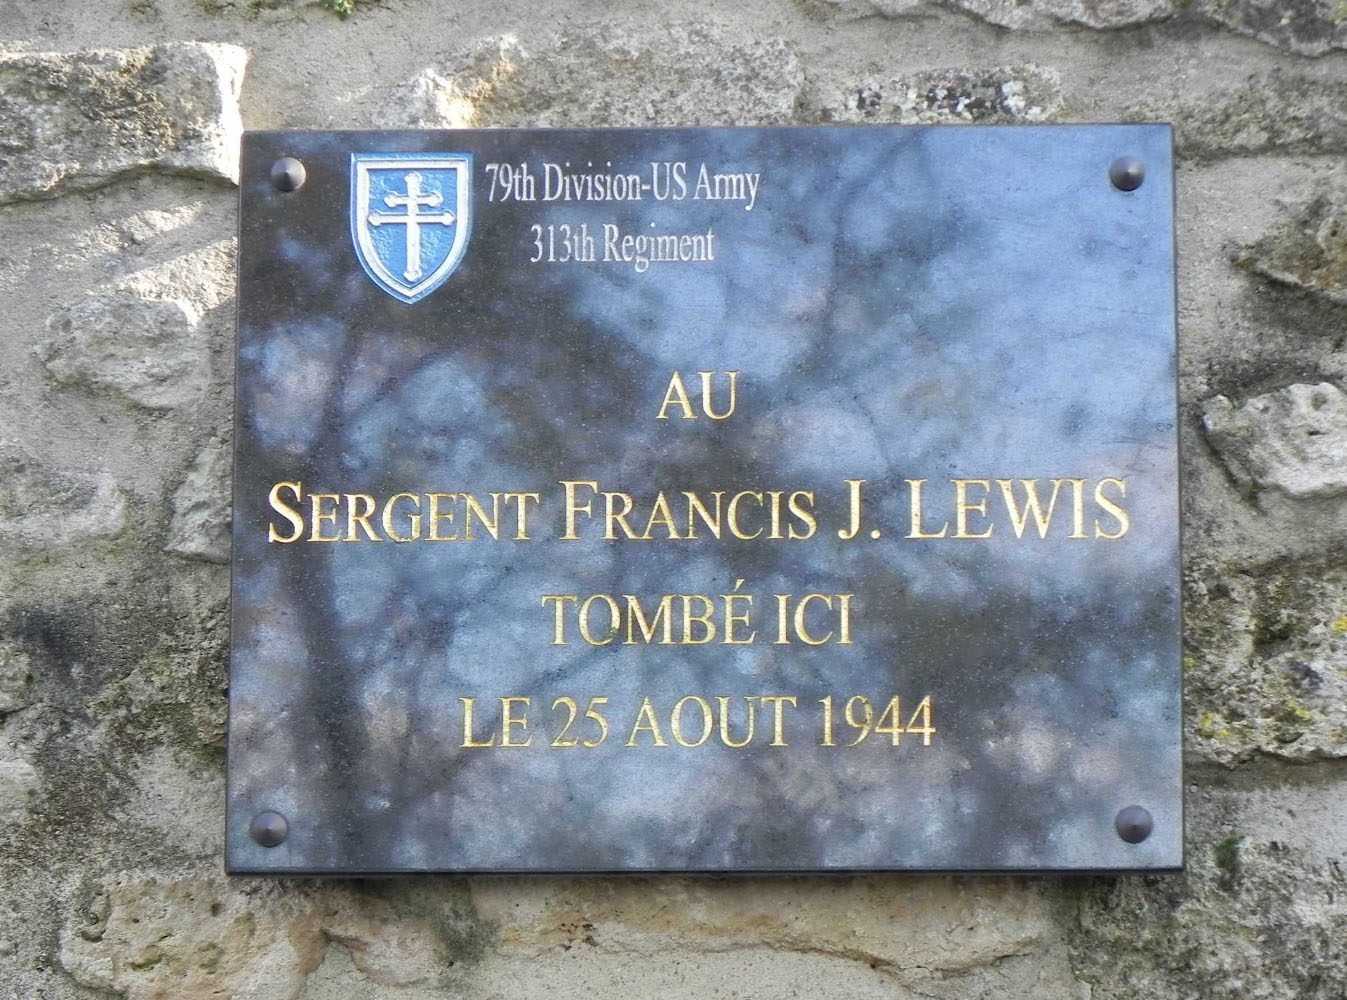 79th Division-US Army
313th Regiment
AU
SERGENT FRANCIS J. LEWIS
TOMBÉ ICI
LE 25 AOUT 1944